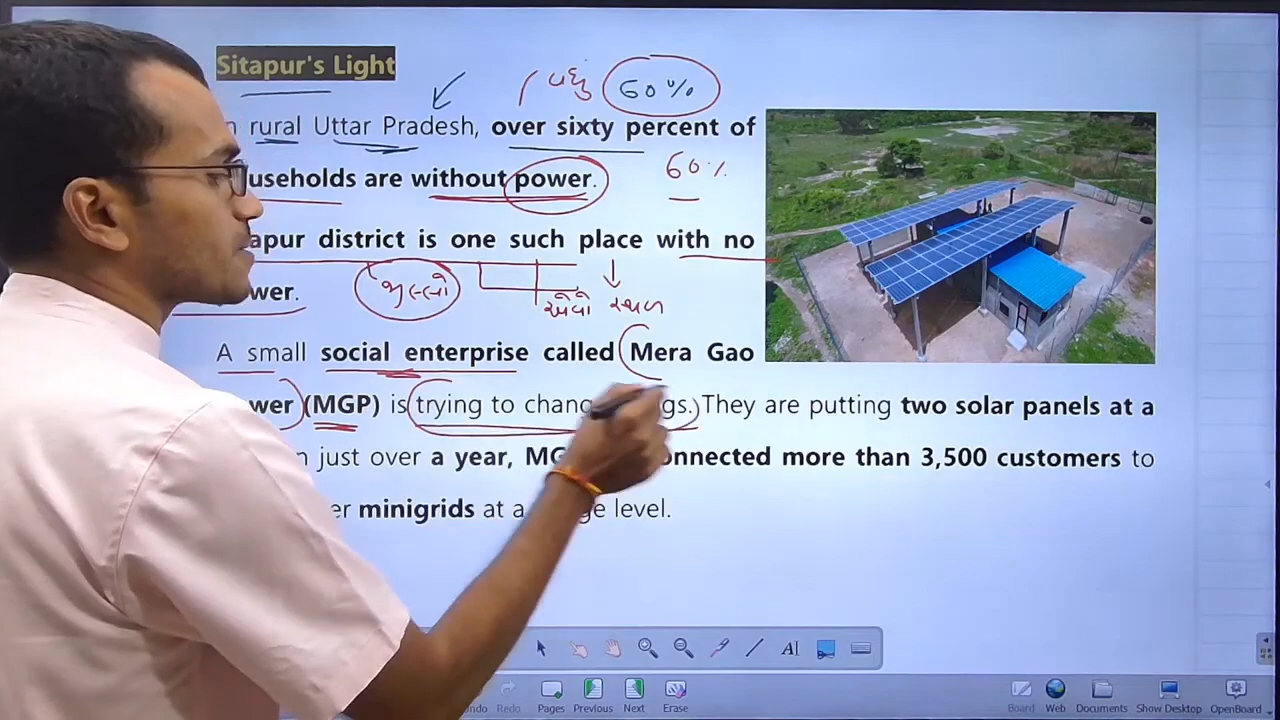 Sitapur's Light
વધુ 60%
rural Uttar Pradesh, over sixty percent of
useholds are without power. 60%
apur district is one such place with no
wer.
એવો સ્થળ
A small social enterprise called Mera Gao
wer (MGP) is trying to chang gs. They are putting two solar panels at a
n just over a year, MG onnected more than 3,500 customers to
er minigrids at a ge level.
AI
ndo Redo Pages Previous Next Erase Board Web Documents Show Desktop OpenBoard